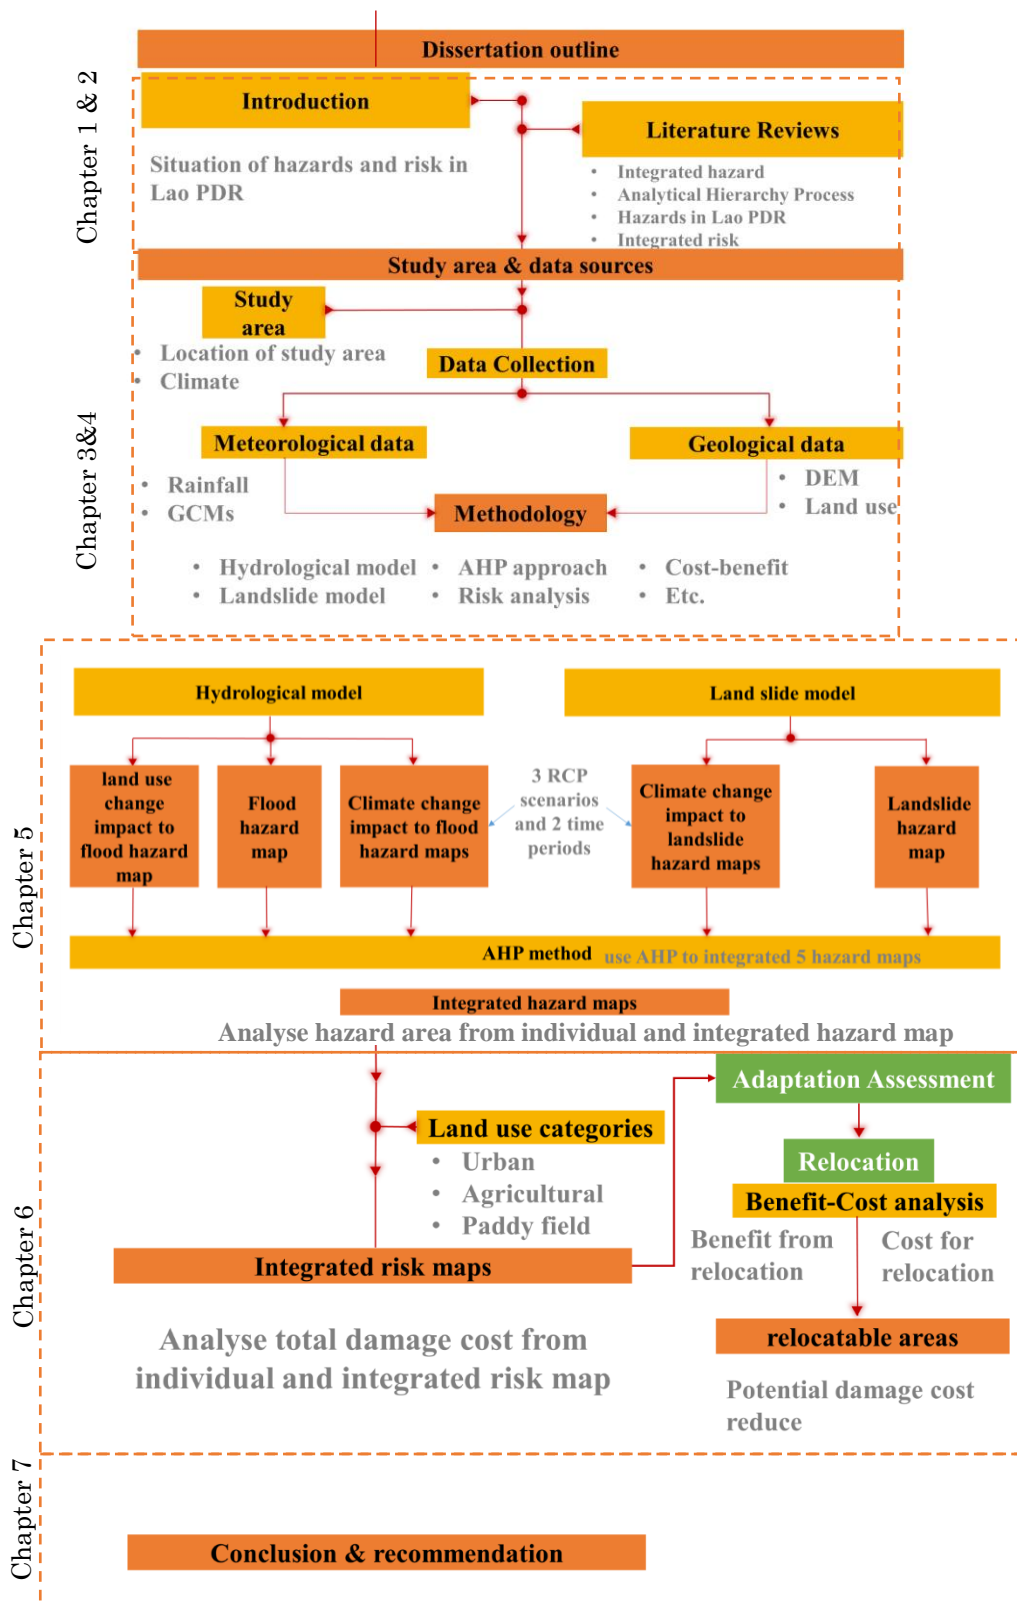 Dissertation outline
Chapter 1 & 2
Introduction
Literature Reviews
Situation of hazards and risk in
Lao PDR
• Integrated hazard
• Analytical Hierarchy Process
• Hazards in Lao PDR
• Integrated risk
Study area & data sources
Chapter 3&4
Study
area
• Location of study area
• Climate
Data Collection
Meteorological data
Geological data
• Rainfall
• GCMs
• DEM
• Land use
Methodology
• Hydrological model
• Landslide model
• AHP approach
• Risk analysis
• Cost-benefit
• Etc.
Chapter 5
Hydrological model
Land slide model
land use
change
impact to
flood hazard
map
Flood
hazard
map
Climate change
impact to flood
hazard maps
3 RCP
scenarios
and 2 time
periods
Climate change
impact to
landslide
hazard maps
Landslide
hazard
map
AHP method use AHP to integrated 5 hazard maps
Integrated hazard maps
Analyse hazard area from individual and integrated hazard map
Chapter 6
Land use categories
• Urban
• Agricultural
• Paddy field
Integrated risk maps
Analyse total damage cost from
individual and integrated risk map
Adaptation Assessment
Relocation
Benefit-Cost analysis
Benefit from
relocation
Cost for
relocation
relocatable areas
Potential damage cost
reduce
Chapter 7
Conclusion & recommendation